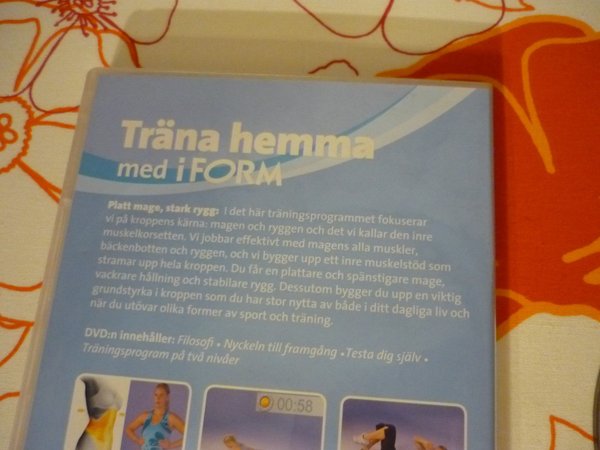 Träna hemma
med i FORM
Platt mage, stark rygg: I det här träningsprogrammet fokuserar
vi på kroppens kärna: magen och ryggen och det vi kallar den inre
muskelkorsetten. Vi jobbar effektivt med magens alla muskler,
bäckenbotten och ryggen, och vi bygger upp ett inre muskelstöd som
stramar upp hela kroppen. Du får en plattare och spänstigare mage,
vackrare hållning och stabilare rygg. Dessutom bygger du upp en viktig
grundstyrka i kroppen som du har stor nytta av både i ditt dagliga liv och
när du utövar olika former av sport och träning.
DVD:n innehåller: Filosofi • Nyckeln till framgång • Testa dig själv •
Träningsprogram på två nivåer
00:58